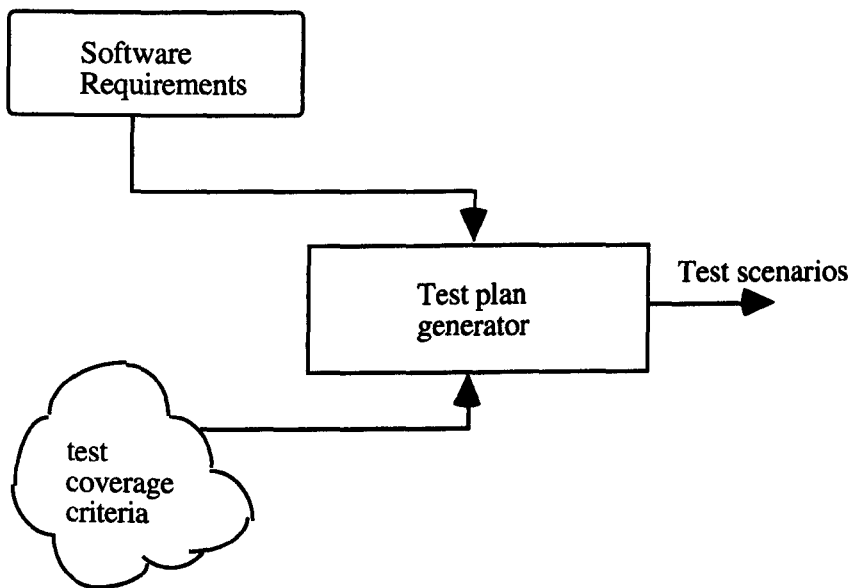 Software
Requirements
Test scenarios
Test plan
generator
test
coverage
criteria